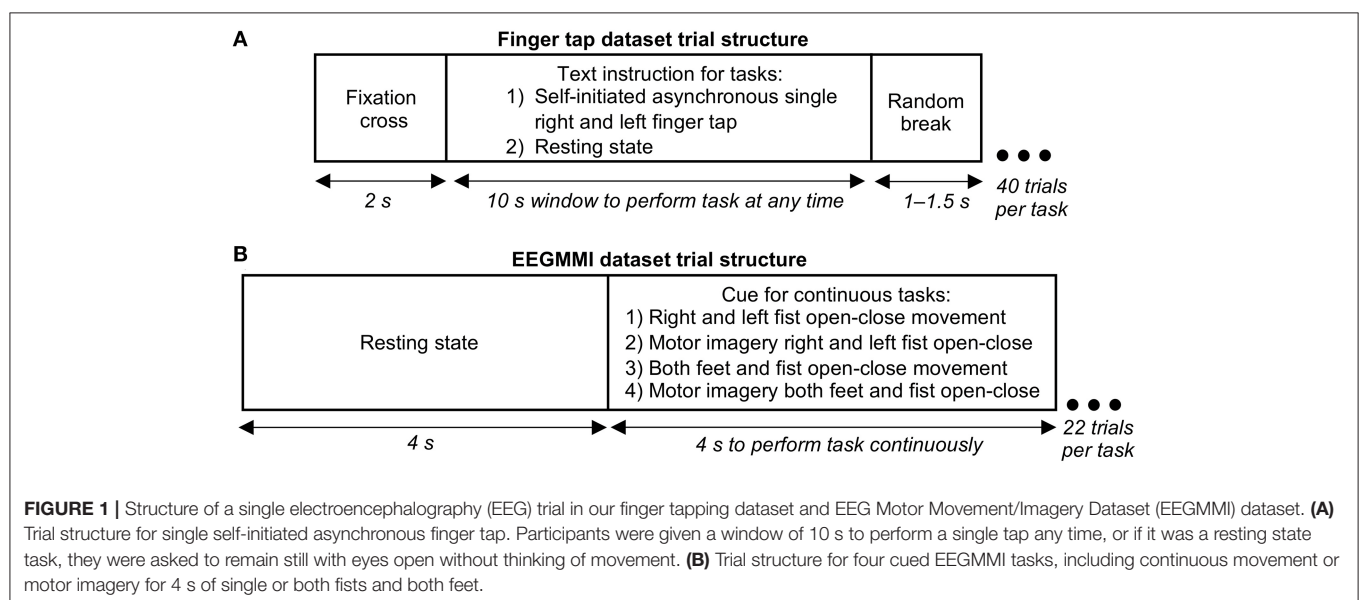 A
Finger tap dataset trial structure
Fixation
cross
Text instruction for tasks:
1) Self-initiated asynchronous single
right and left finger tap
2) Resting state
Random
break
2 s
10 s window to perform task at any time
1–1.5 s
40 trials
per task
B
EEGMMI dataset trial structure
Resting state
Cue for continuous tasks:
1) Right and left fist open-close movement
2) Motor imagery right and left fist open-close
3) Both feet and fist open-close movement
4) Motor imagery both feet and fist open-close
4 s
4 s to perform task continuously
22 trials
per task
FIGURE 1 | Structure of a single electroencephalography (EEG) trial in our finger tapping dataset and EEG Motor Movement/Imagery Dataset (EEGMMI) dataset. (A)
Trial structure for single self-initiated asynchronous finger tap. Participants were given a window of 10 s to perform a single tap any time, or if it was a resting state
task, they were asked to remain still with eyes open without thinking of movement. (B) Trial structure for four cued EEGMMI tasks, including continuous movement or
motor imagery for 4 s of single or both fists and both feet.